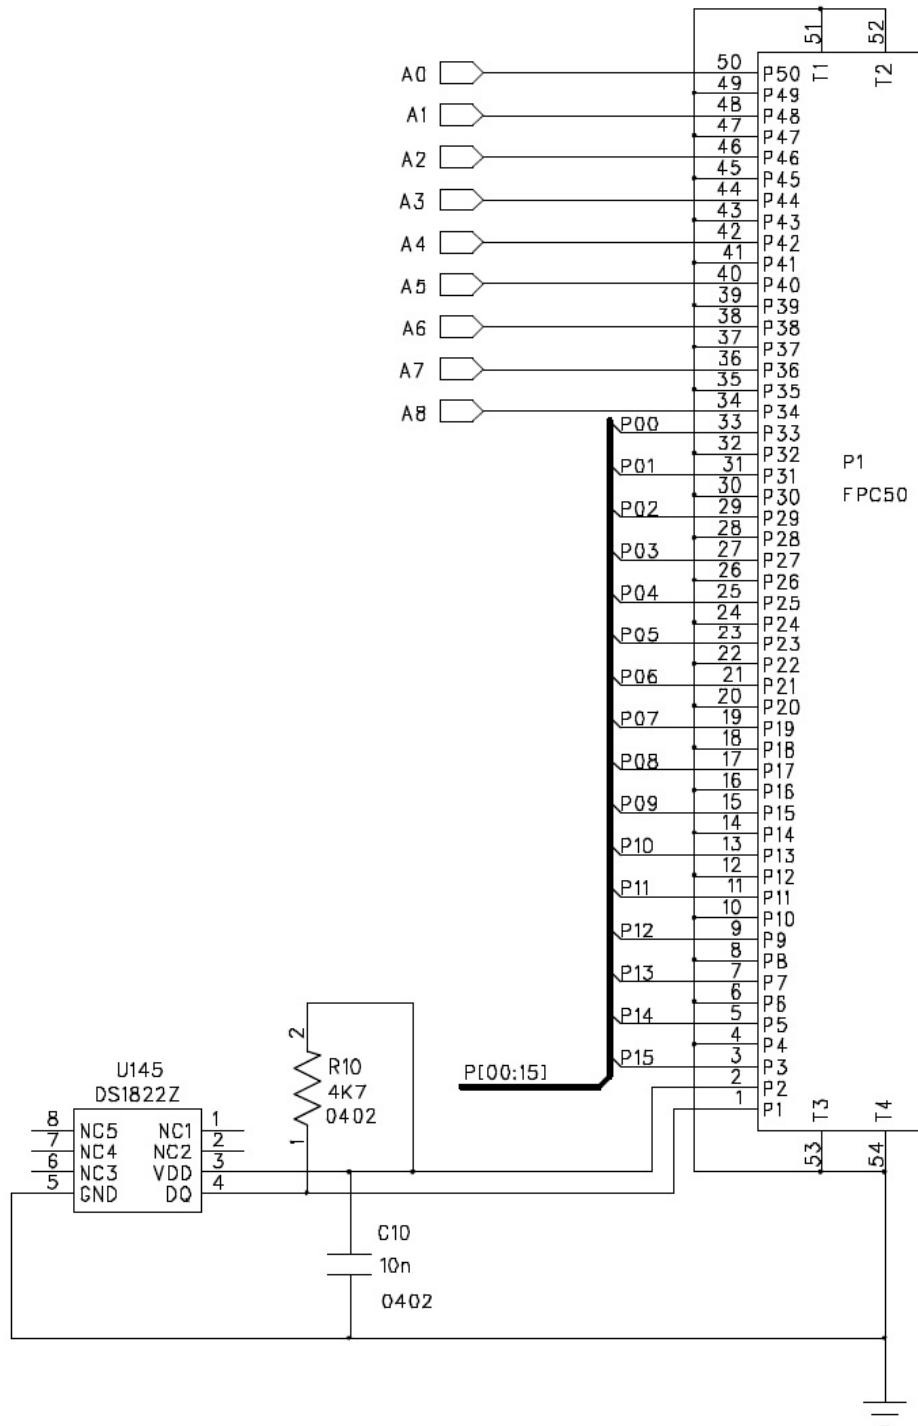 51
52
T1
T2
A0
50
P50
49
P49
A1
48
P48
47
P47
A2
46
P46
45
P45
A3
44
P44
43
P43
A4
42
P42
41
P41
A5
40
P40
39
P39
A6
38
P38
37
P37
A7
36
P36
35
P35
A8
34
P34
P00
33
P33
32
P32
P01
31
P31
P1
FPC50
30
P30
P02
29
P29
28
P28
P03
27
P27
26
P26
P04
25
P25
24
P24
P05
23
P23
22
P22
P06
21
P21
20
P20
P07
19
P19
18
P18
P08
17
P17
16
P16
P09
15
P15
14
P14
P10
13
P13
12
P12
P11
11
P11
10
P10
P12
9
P9
8
P8
P13
7
P7
6
P6
P14
5
P5
4
P4
P15
3
P3
P[00:15]
2
P2
1
P1
T3
T4
53
54
2
R10
4K7
0402
1
U145
DS1822Z
8 NC5 NC1 1
7 NC4 NC2 2
6 NC3 VDD 3
5 GND DQ 4
C10
10n
0402